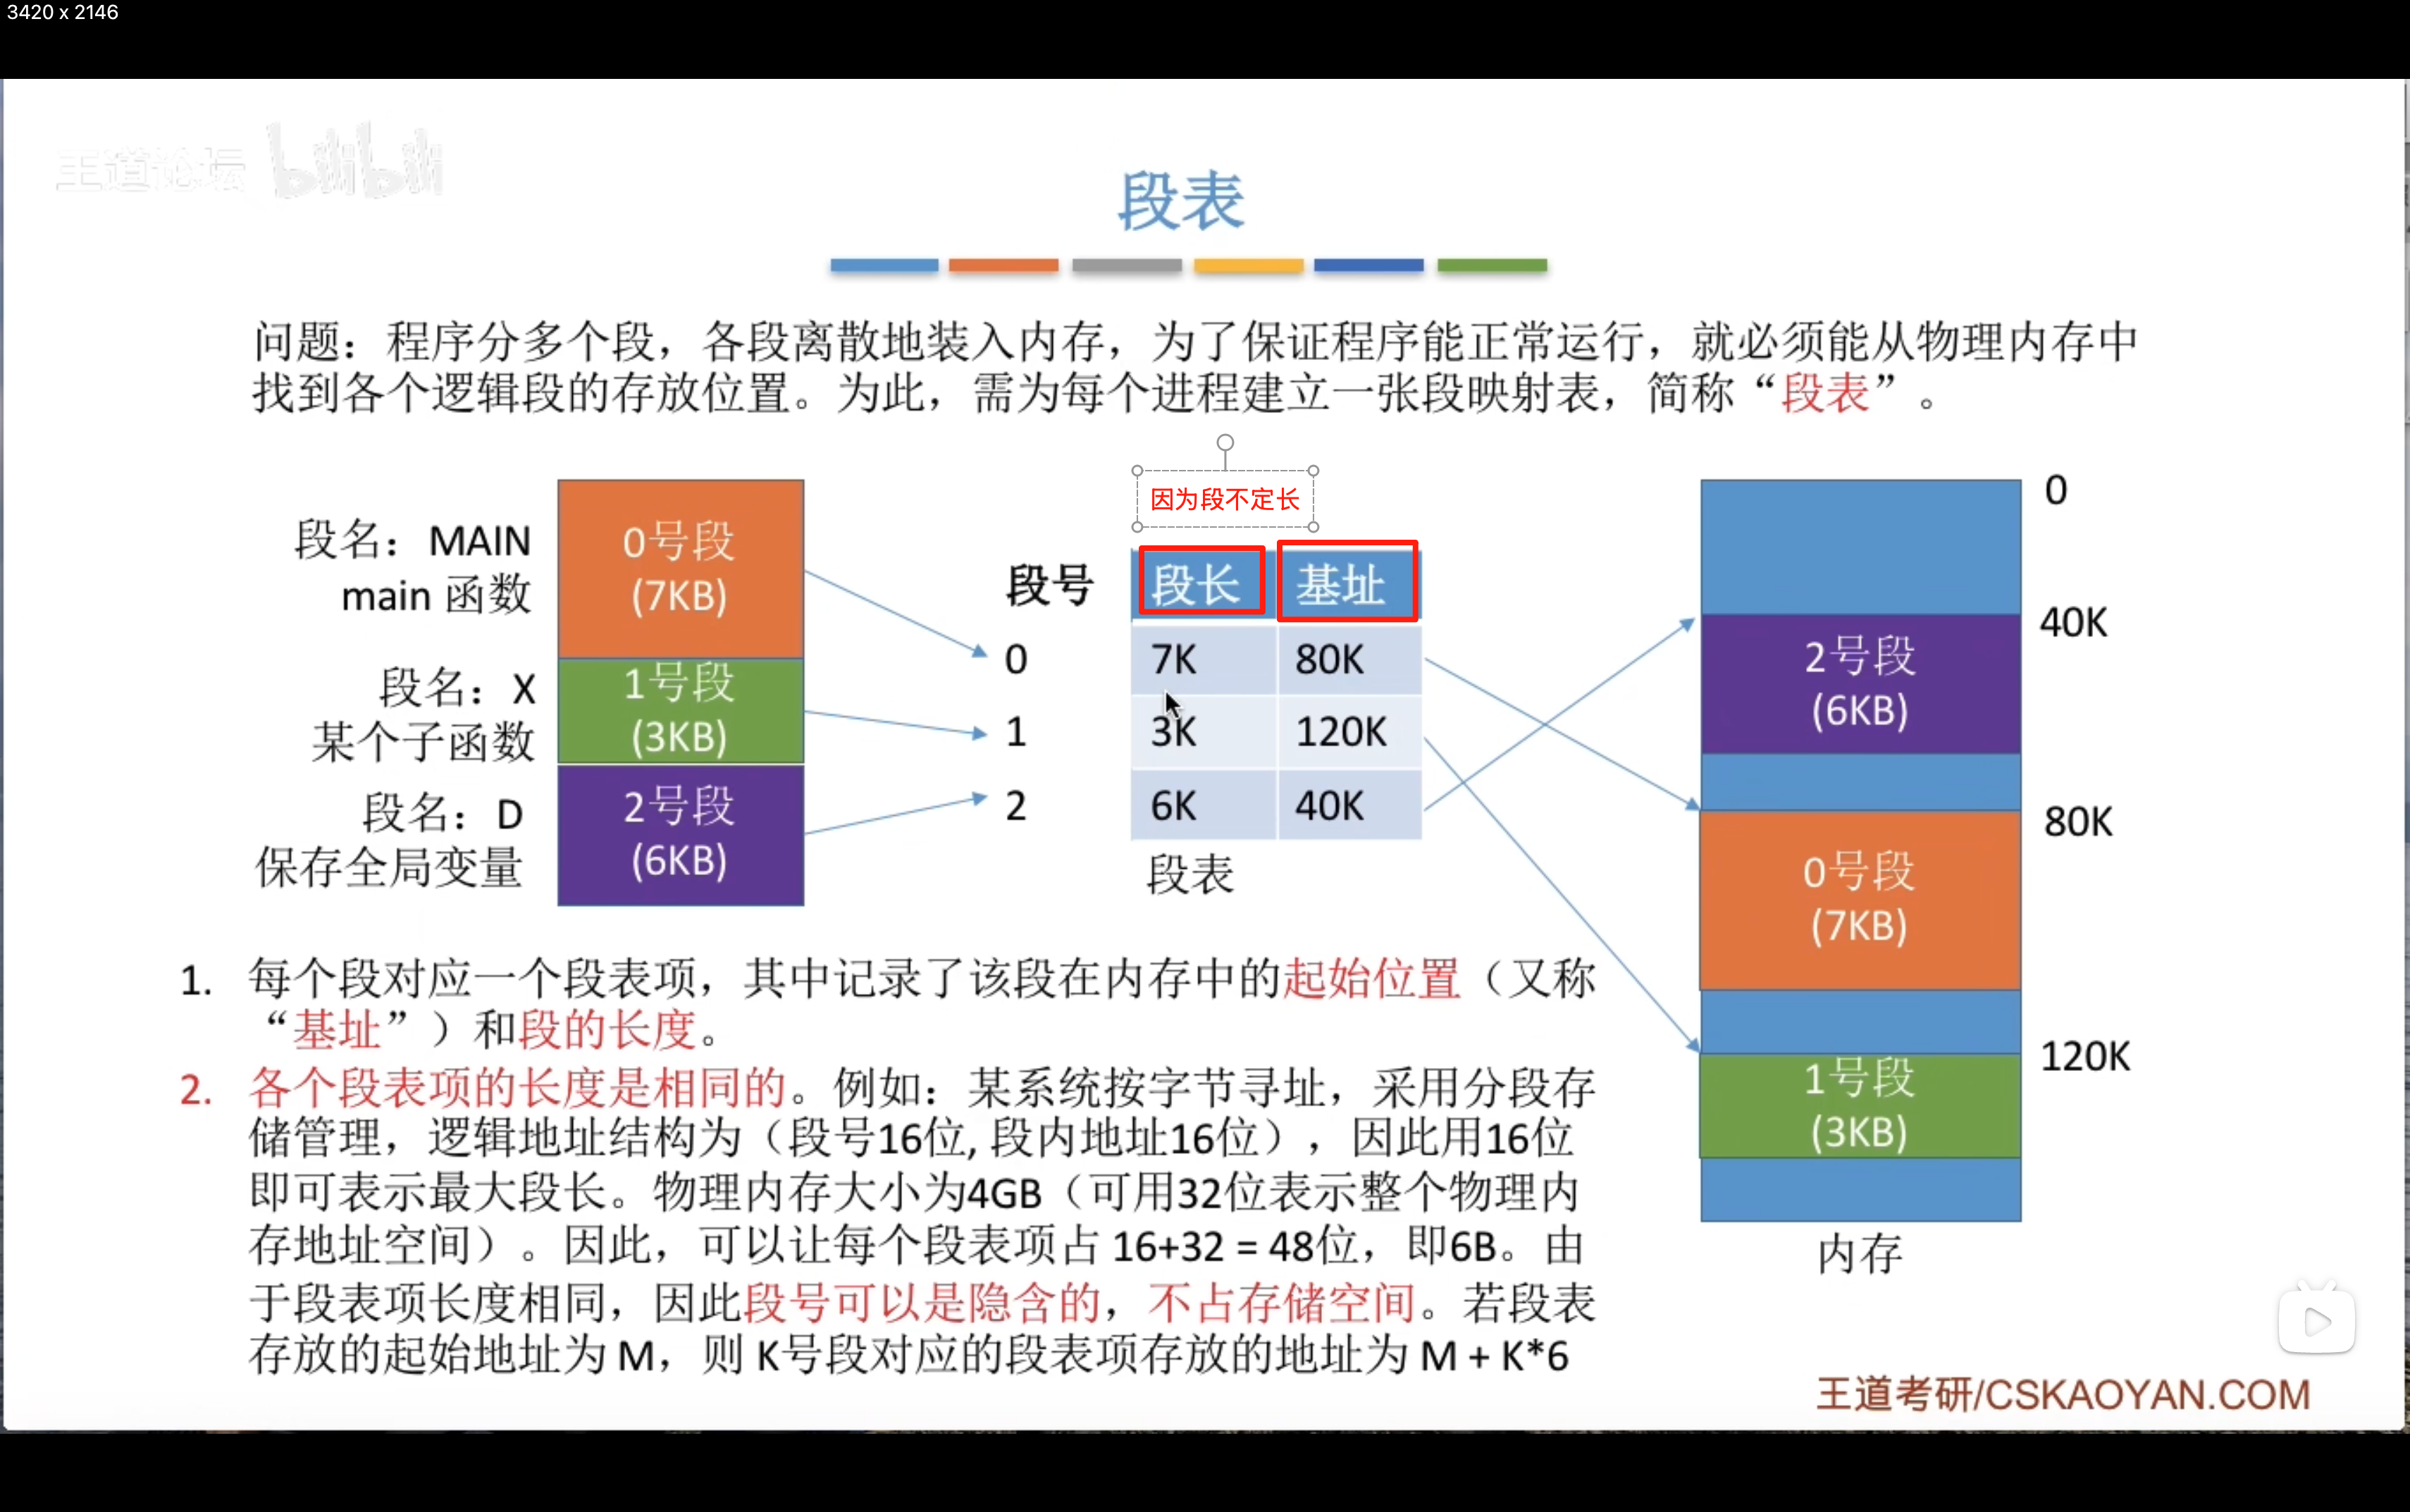 3420 x 2146
王道论坛 bilibili
段表
问题：程序分多个段，各段离散地装入内存，为了保证程序能正常运行，就必须能从物理内存中
找到各个逻辑段的存放位置。为此，需为每个进程建立一张段映射表，简称“段表”。
因为段不定长
段名：MAIN
main 函数
0号段
(7KB)
段名：X
某个子函数
1号段
(3KB)
段名：D
保存全局变量
2号段
(6KB)
段号 段长 基址
0 7K 80K
1 3K 120K
2 6K 40K
段表
0
40K
2号段
(6KB)
80K
0号段
(7KB)
120K
1号段
(3KB)
内存
1. 每个段对应一个段表项，其中记录了该段在内存中的起始位置（又称
“基址”）和段的长度。
2. 各个段表项的长度是相同的。例如：某系统按字节寻址，采用分段存
储管理，逻辑地址结构为（段号16位, 段内地址16位），因此用16位
即可表示最大段长。物理内存大小为4GB（可用32位表示整个物理内
存地址空间）。因此，可以让每个段表项占 16+32 = 48位，即6B。由
于段表项长度相同，因此段号可以是隐含的，不占存储空间。若段表
存放的起始地址为 M，则 K号段对应的段表项存放的地址为 M + K*6
王道考研/CSKAOYAN.COM